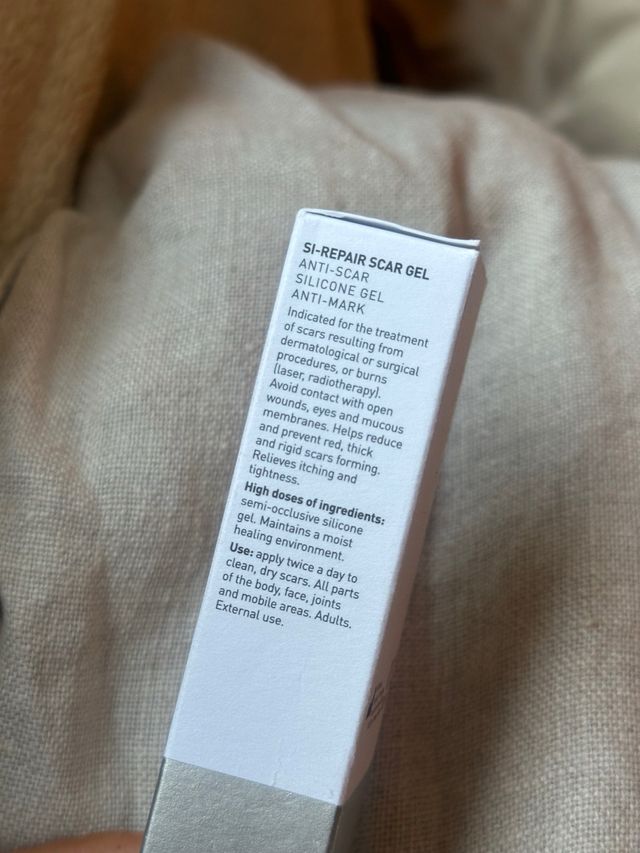 SI-REPAIR SCAR GEL
ANTI-SCAR
SILICONE GEL
ANTI-MARK
Indicated for the treatment
of scars resulting from
dermatological or surgical
procedures, or burns
(laser, radiotherapy).
Avoid contact with open
wounds, eyes and mucous
membranes. Helps reduce
and prevent red, thick
and rigid scars forming.
Relieves itching and
tightness.
High doses of ingredients:
semi-occlusive silicone
gel. Maintains a moist
healing environment.
Use: apply twice a day to
clean, dry scars. All parts
of the body, face, joints
and mobile areas. Adults.
External use.